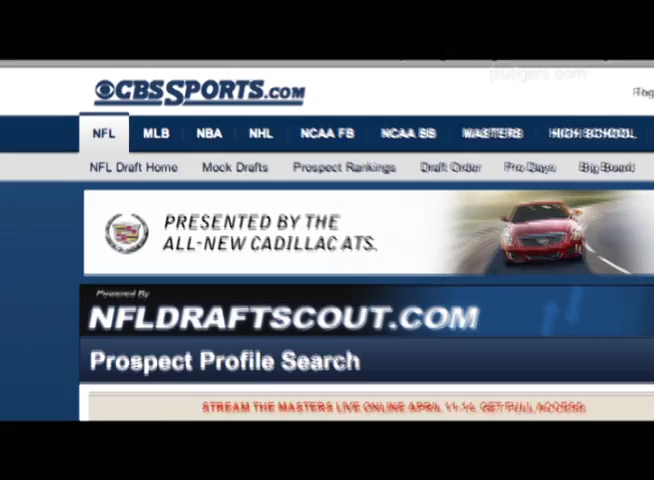 CBSSPORTS.COM
NFL MLB NBA NHL NCAA FB NCAA BB MASTERS HIGH SCHOOL
NFL Draft Home Mock Drafts Prospect Rankings Draft Order Pro Days Big Board
PRESENTED BY THE
ALL-NEW CADILLAC ATS.
Powered By
NFLDRAFTSCOUT.COM
Prospect Profile Search
STREAM THE MASTERS LIVE ONLINE APRIL GET FULL ACCESS